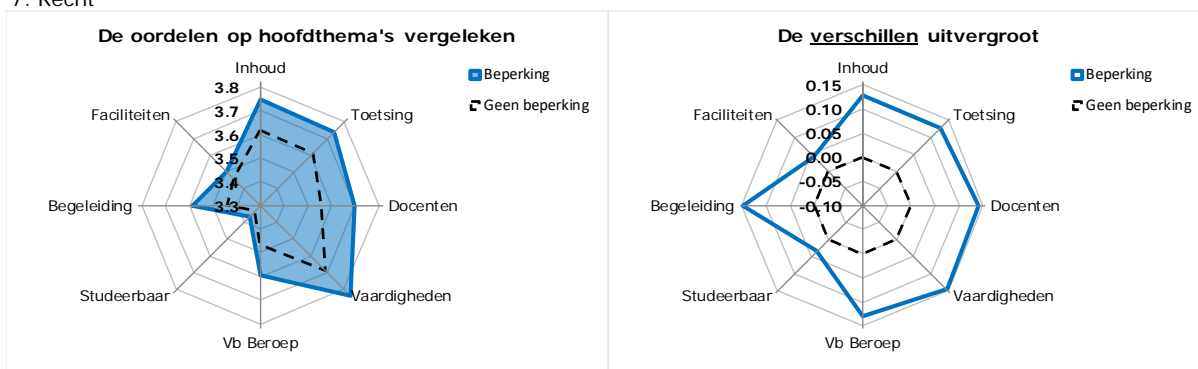 7. Recht
De oordelen op hoofdthema's vergeleken
Inhoud
Beperking
Geen beperking
3.8
3.7
3.6
3.5
3.4
3.3
Faciliteiten
Toetsing
Begeleiding
Docenten
Studeerbaar
Vaardigheden
Vb Beroep
De verschillen uitvergroot
Inhoud
Beperking
Geen beperking
0.15
0.10
0.05
0.00
-0.05
-0.10
Faciliteiten
Toetsing
Begeleiding
Docenten
Studeerbaar
Vaardigheden
Vb Beroep